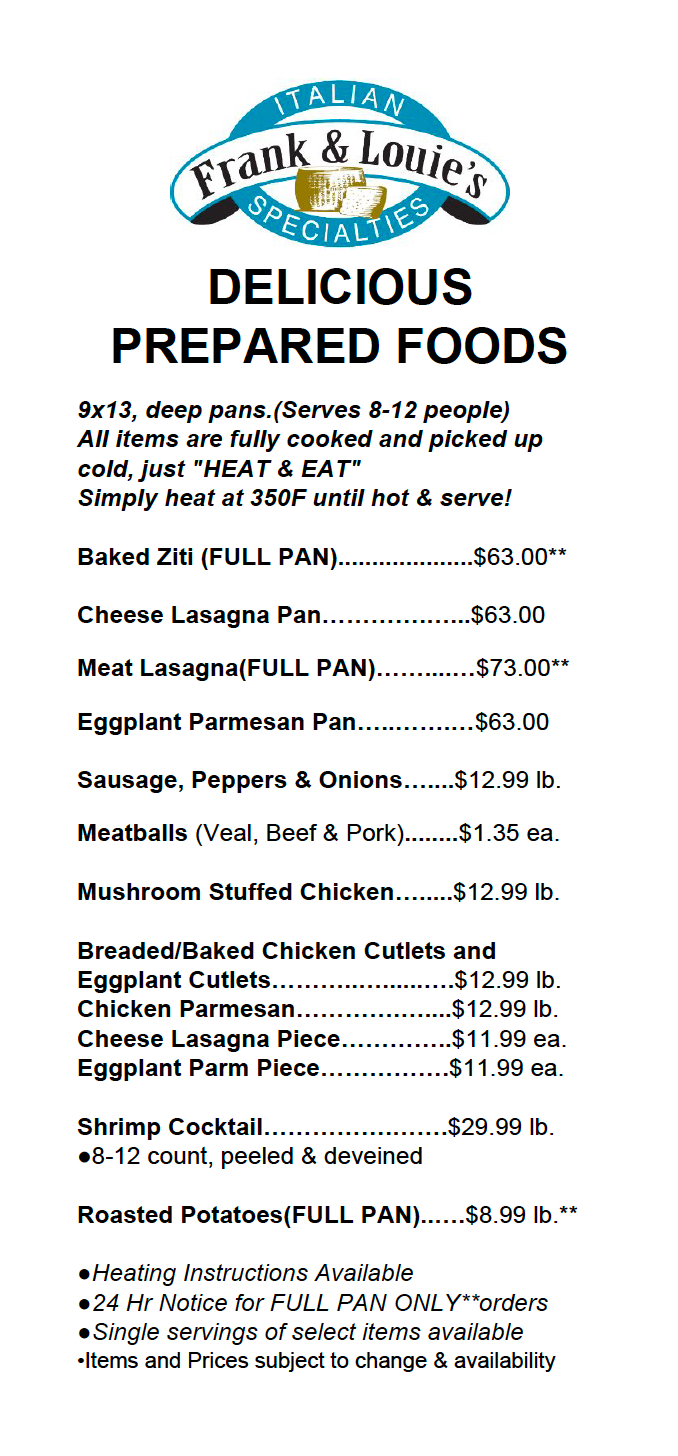 ITALIAN
Frank & Louie's
SPECIALTIES
DELICIOUS
PREPARED FOODS
9x13, deep pans.(Serves 8-12 people)
All items are fully cooked and picked up
cold, just "HEAT & EAT"
Simply heat at 350F until hot & serve!
Baked Ziti (FULL PAN)....................$63.00**
Cheese Lasagna Pan…………….…...$63.00
Meat Lasagna(FULL PAN)……...…$73.00**
Eggplant Parmesan Pan…..…….…$63.00
Sausage, Peppers & Onions…....$12.99 lb.
Meatballs (Veal, Beef & Pork)........$1.35 ea.
Mushroom Stuffed Chicken….....$12.99 lb.
Breaded/Baked Chicken Cutlets and
Eggplant Cutlets………..…......…$12.99 lb.
Chicken Parmesan………….…....$12.99 lb.
Cheese Lasagna Piece…………..$11.99 ea.
Eggplant Parm Piece…………….$11.99 ea.
Shrimp Cocktail…………….……$29.99 lb.
●8-12 count, peeled & deveined
Roasted Potatoes(FULL PAN)..….$8.99 lb.**
●Heating Instructions Available
●24 Hr Notice for FULL PAN ONLY**orders
●Single servings of select items available
•Items and Prices subject to change & availability